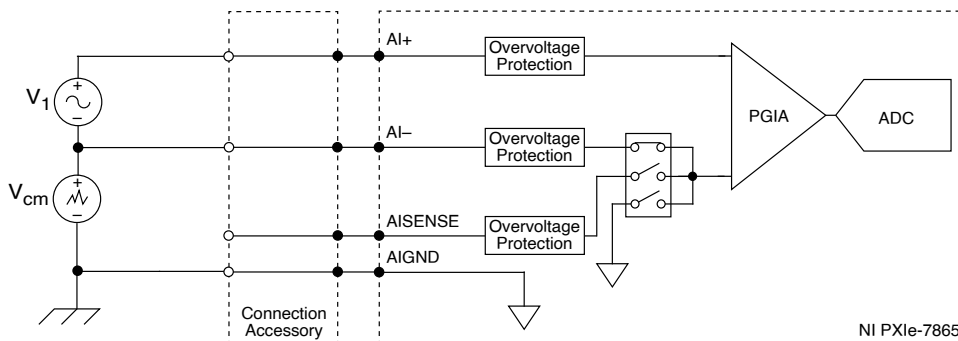 AI+
Overvoltage
Protection
+
V1
−
PGIA
ADC
AI−
Overvoltage
Protection
+
Vcm
−
AISENSE
Overvoltage
Protection
AIGND
Connection
Accessory
NI PXIe-7865